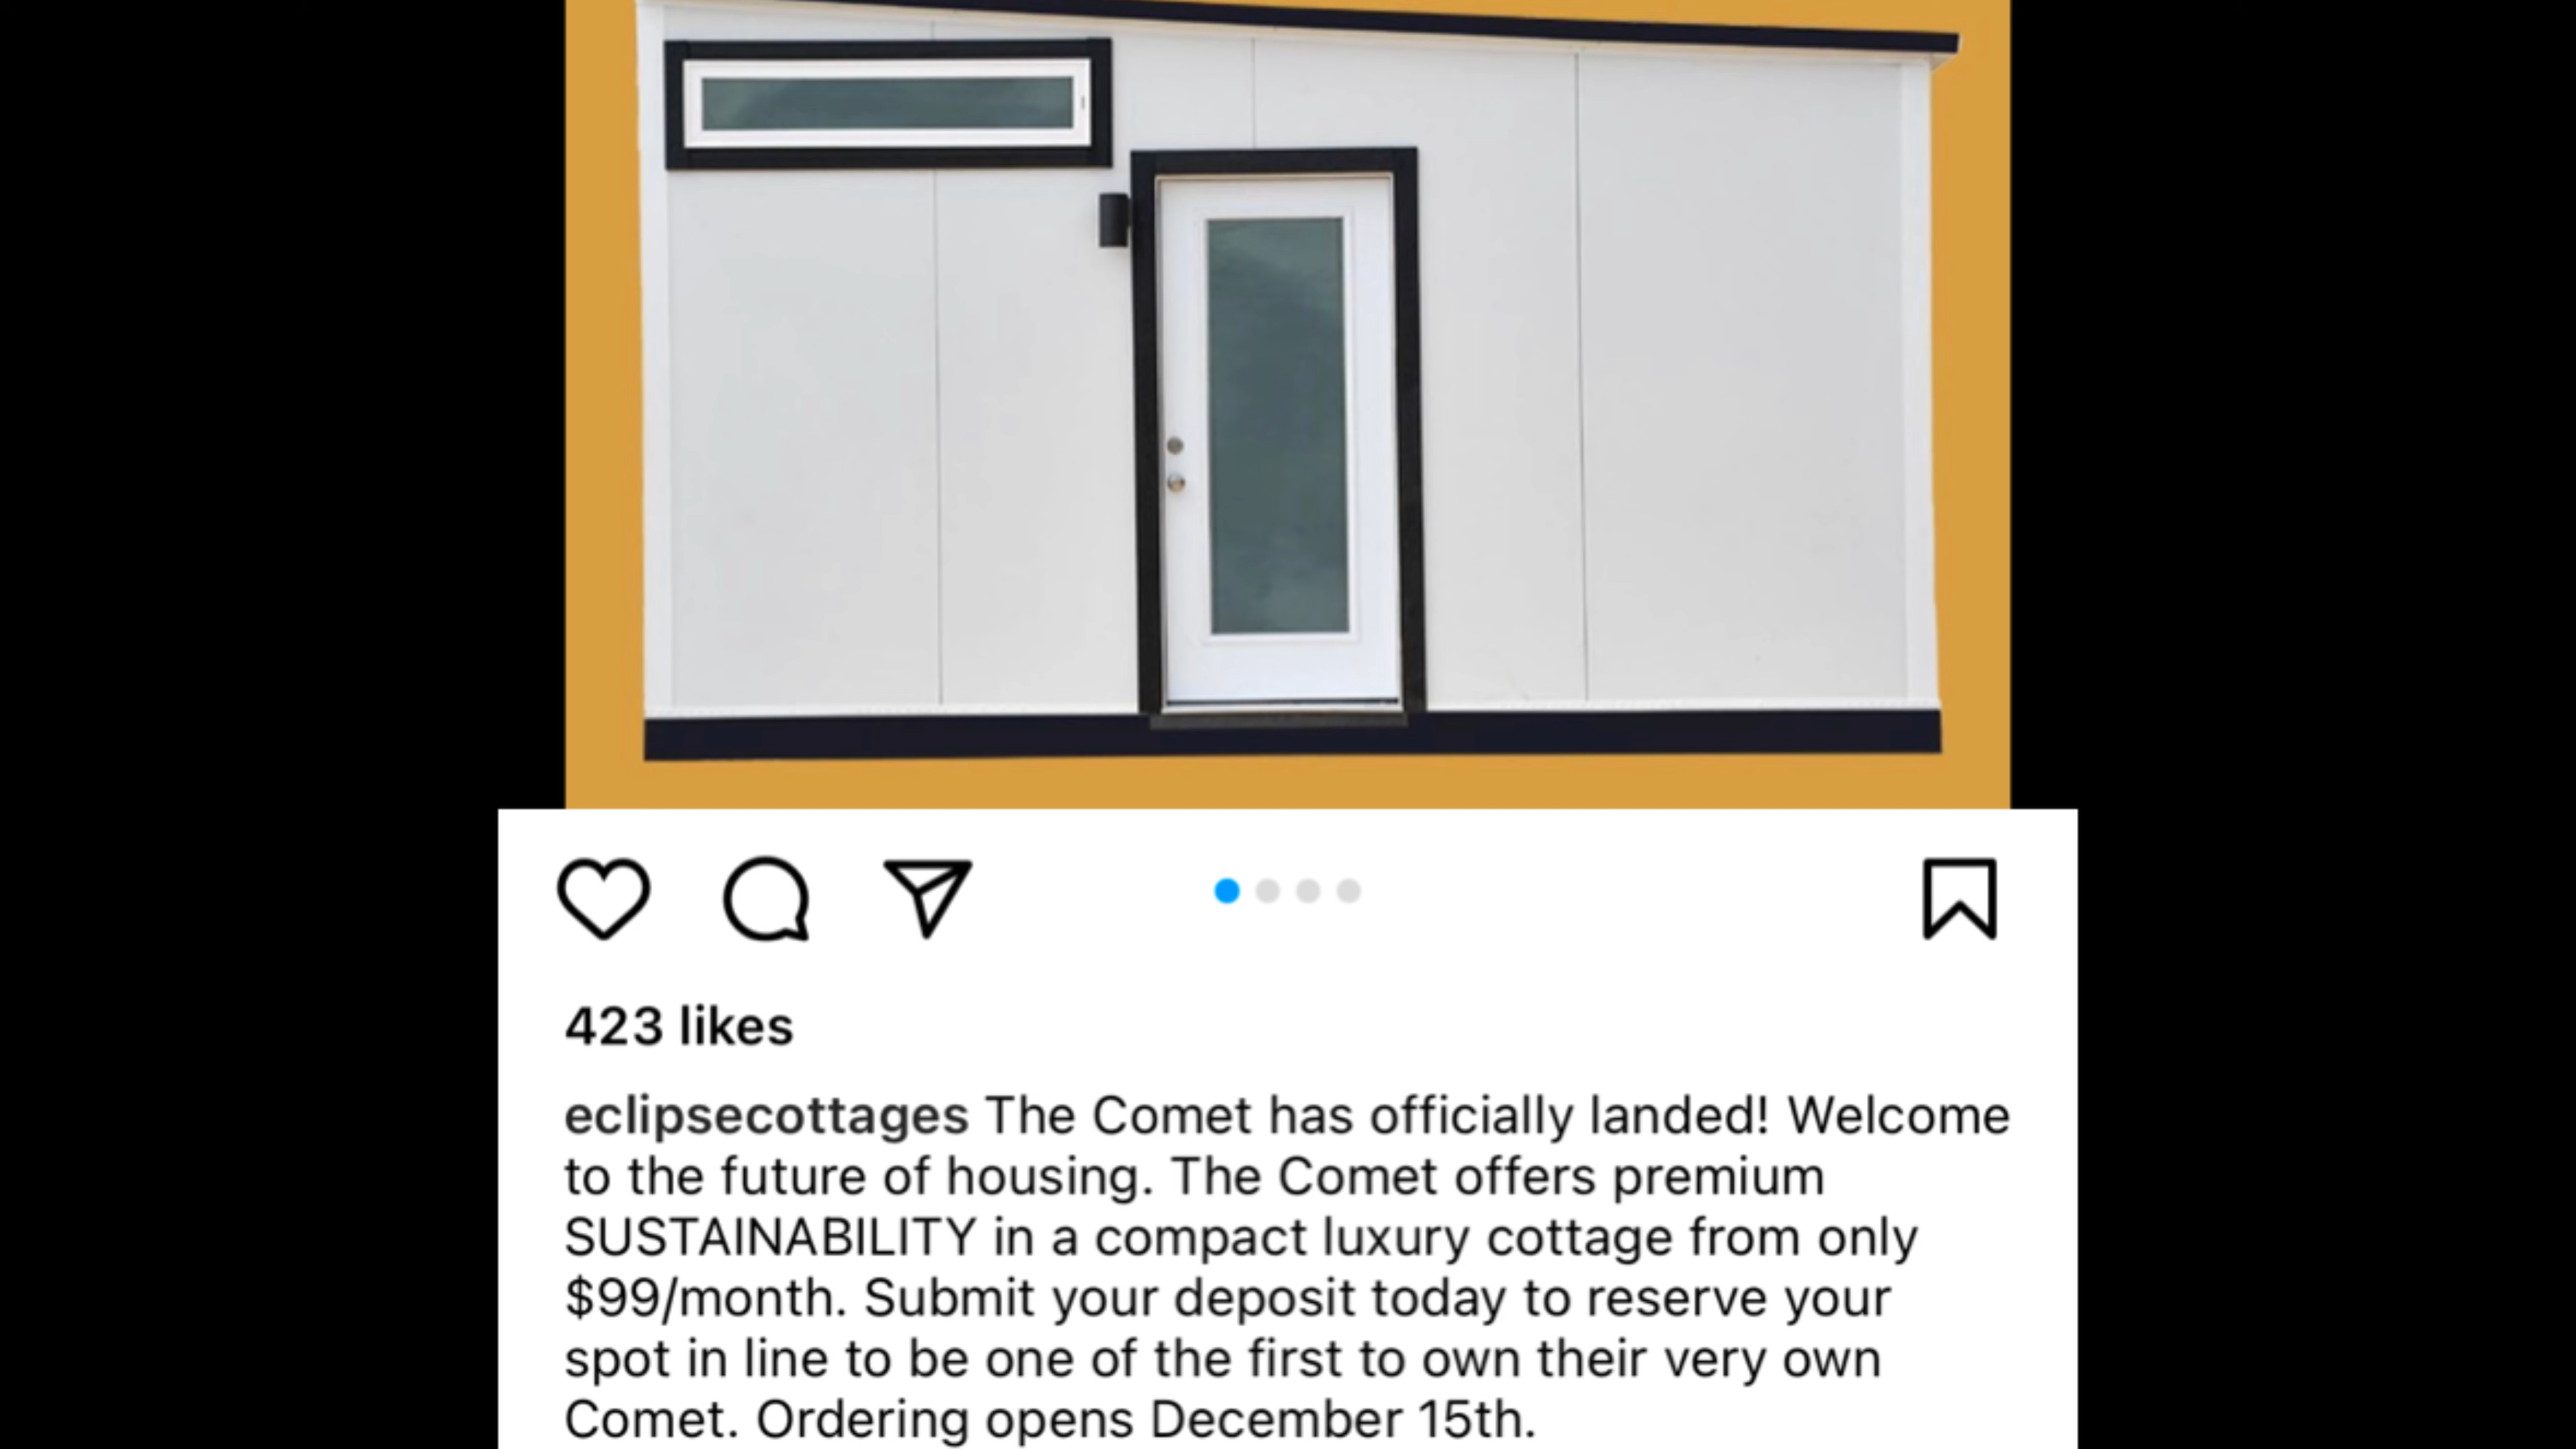 423 likes
eclipsecottages The Comet has officially landed! Welcome
to the future of housing. The Comet offers premium
SUSTAINABILITY in a compact luxury cottage from only
$99/month. Submit your deposit today to reserve your
spot in line to be one of the first to own their very own
Comet. Ordering opens December 15th.